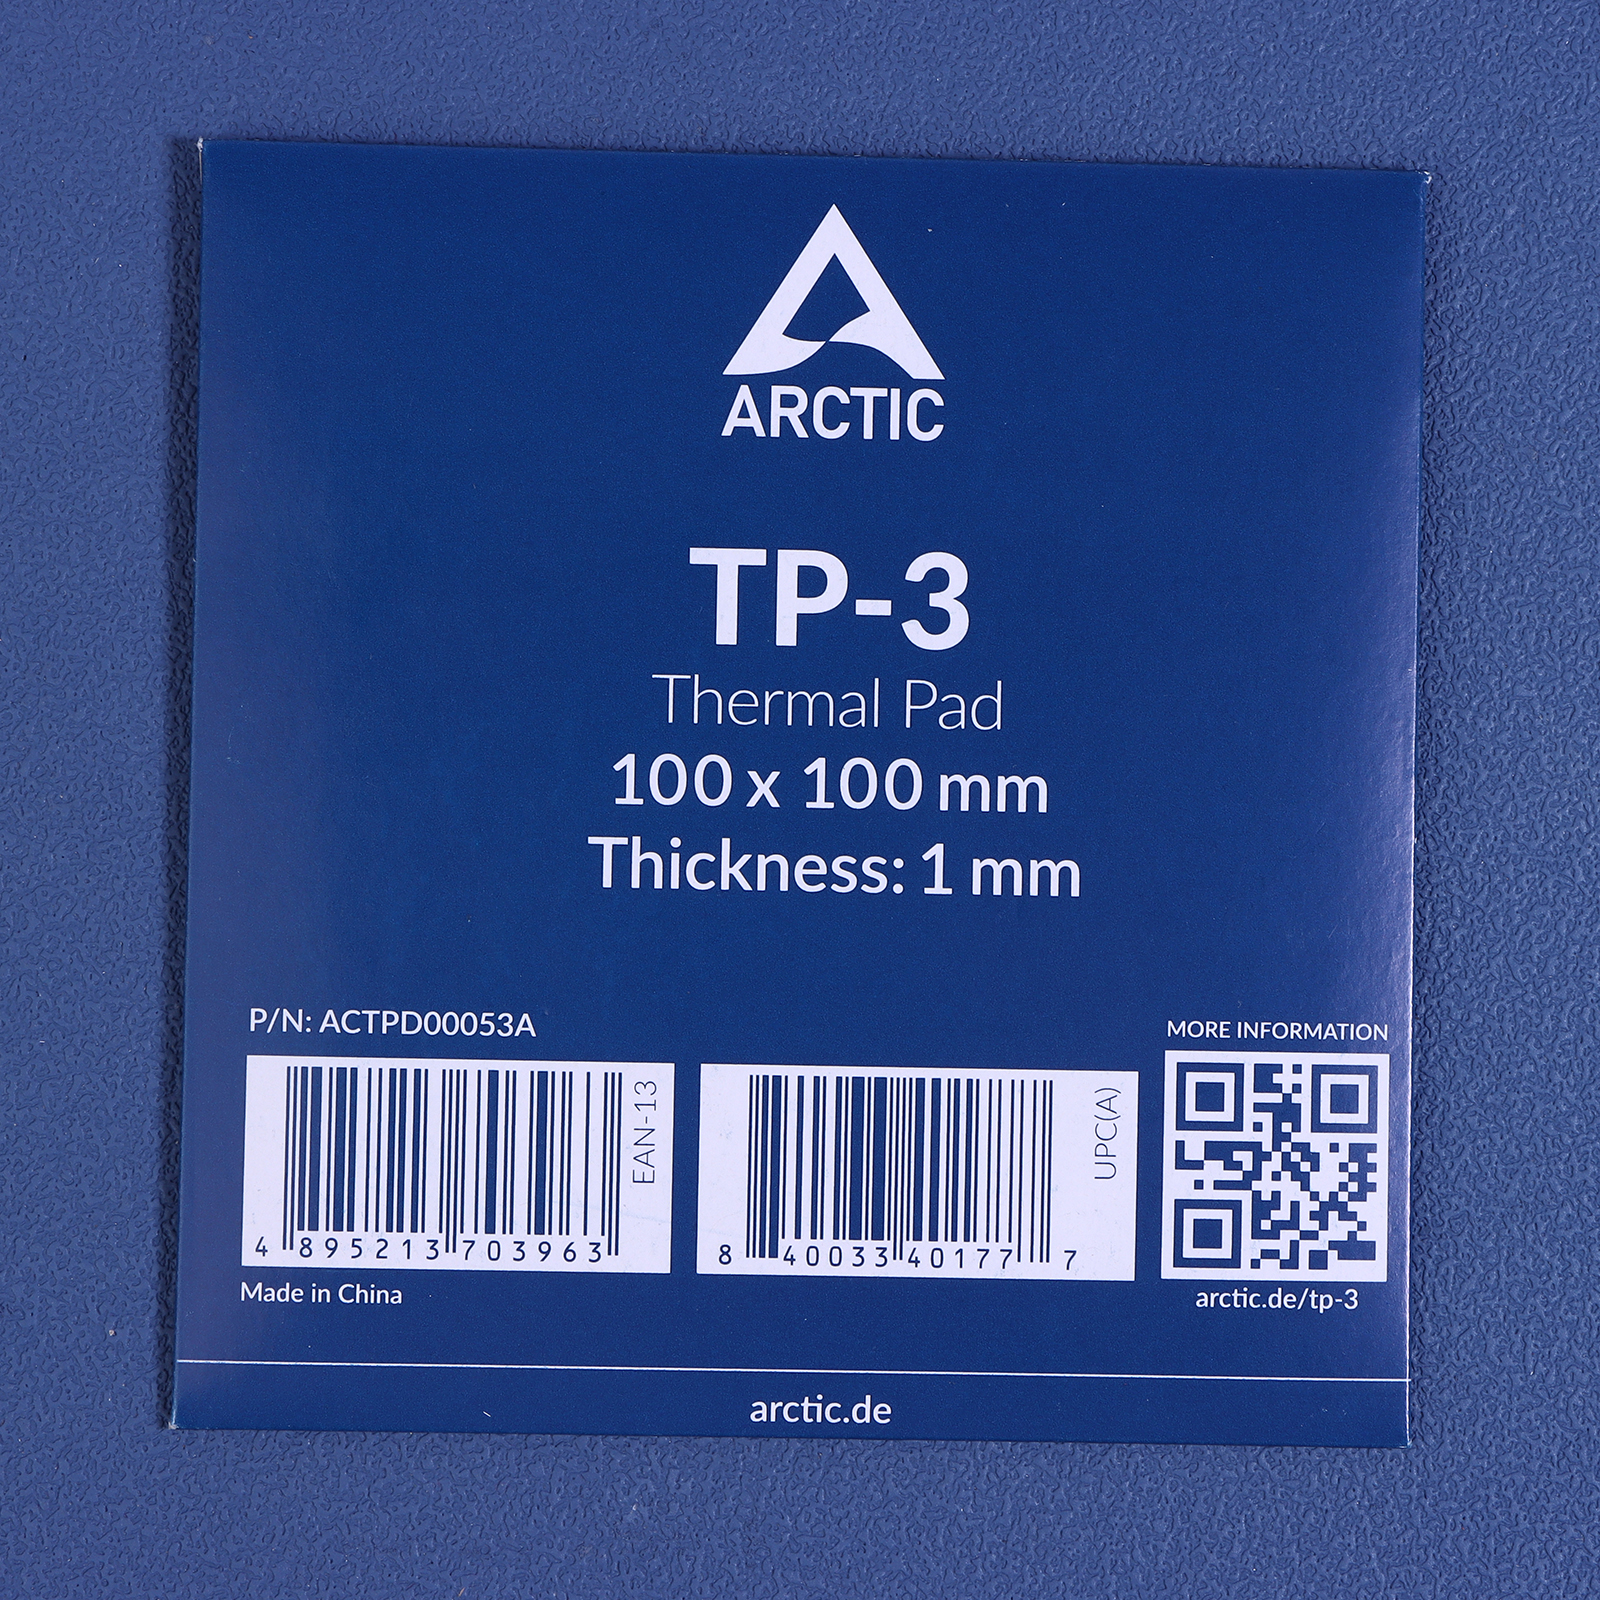 ARCTIC
TP-3
Thermal Pad
100 x 100 mm
Thickness: 1 mm
P/N: ACTPD00053A
MORE INFORMATION
EAN-13
4 895213 703963
UPC(A)
8 40033 40177 7
Made in China
arctic.de/tp-3
arctic.de